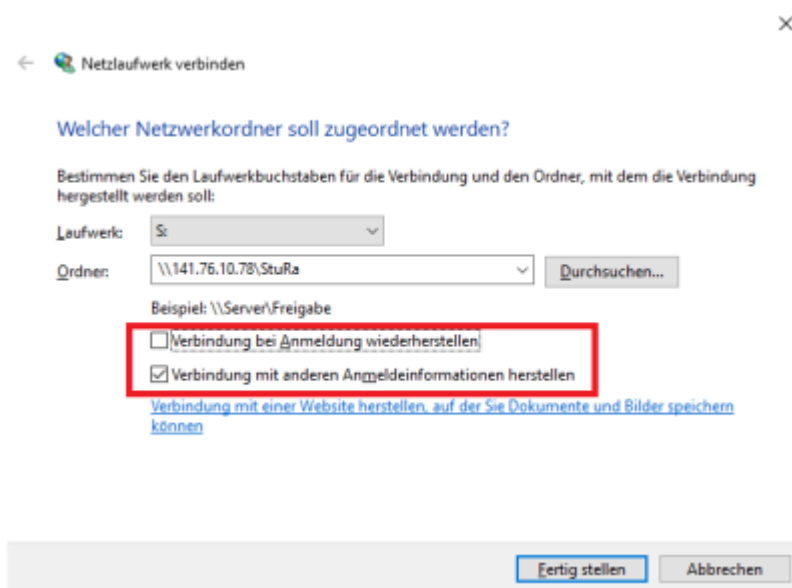 Netzlaufwerk verbinden
Welcher Netzwerkordner soll zugeordnet werden?
Bestimmen Sie den Laufwerkbuchstaben für die Verbindung und den Ordner, mit dem die Verbindung
hergestellt werden soll:
Laufwerk: S:
Ordner: \\141.76.10.78\StuRa Durchsuchen...
Beispiel: \\Server\Freigabe
Verbindung bei Anmeldung wiederherstellen
Verbindung mit anderen Anmeldeinformationen herstellen
Verbindung mit einer Website herstellen, auf der Sie Dokumente und Bilder speichern
können
Fertig stellen Abbrechen